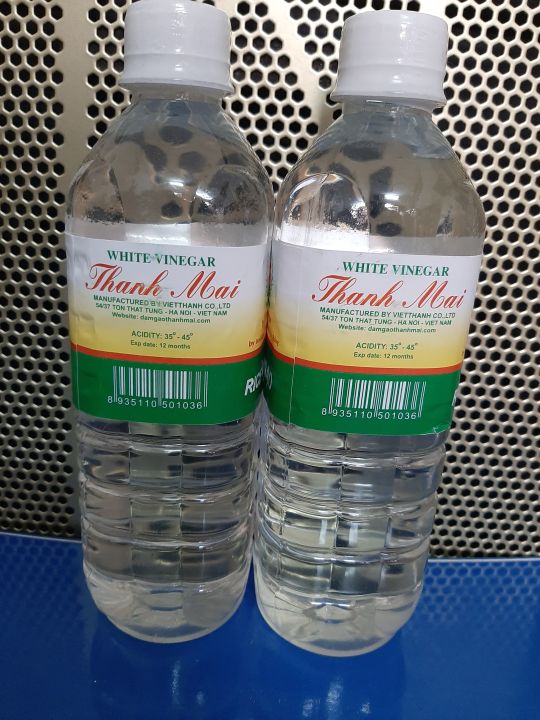 WHITE VINEGAR
Thanh Mai
MANUFACTURED BY VIETTHANH CO.,LTD
54/37 TON THAT TUNG - HA NOI - VIET NAM
Website: damgaothanhmai.com
ACIDITY: 35° - 45°
Exp date: 12 months
8 935110 501036
WHITE VINEGAR
Thanh Mai
MANUFACTURED BY VIETTHANH CO.,LTD
54/37 TON THAT TUNG - HA NOI - VIET NAM
Website: damgaothanhmai.com
ACIDITY: 35° - 45°
Exp date: 12 months
8 935110 501036